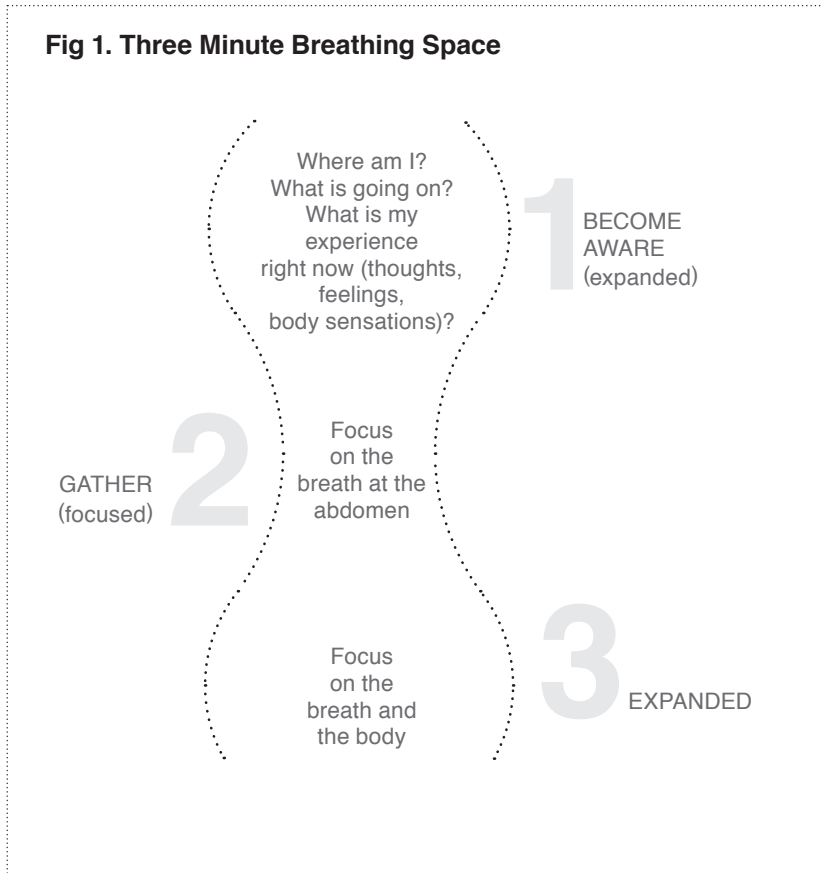 Fig 1. Three Minute Breathing Space
Where am I?
What is going on?
What is my
experience
right now (thoughts,
feelings,
body sensations)?
1
BECOME
AWARE
(expanded)
2
GATHER
(focused)
Focus
on the
breath at the
abdomen
Focus
on the
breath and
the body
3
EXPANDED